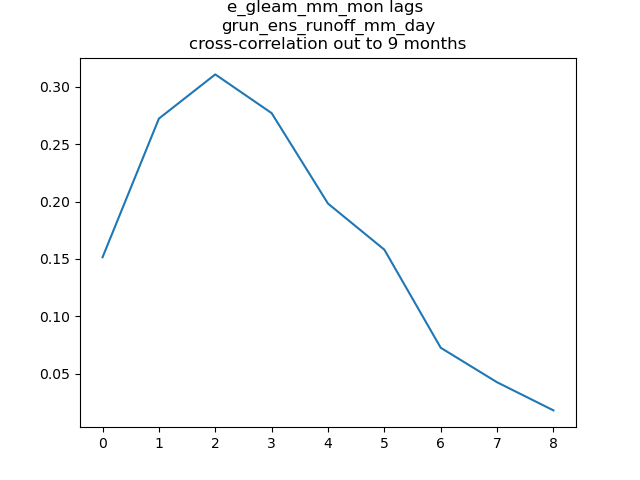 e_gleam_mm_mon lags
grun_ens_runoff_mm_day
cross-correlation out to 9 months
0.30
0.25
0.20
0.15
0.10
0.05
0 1 2 3 4 5 6 7 8